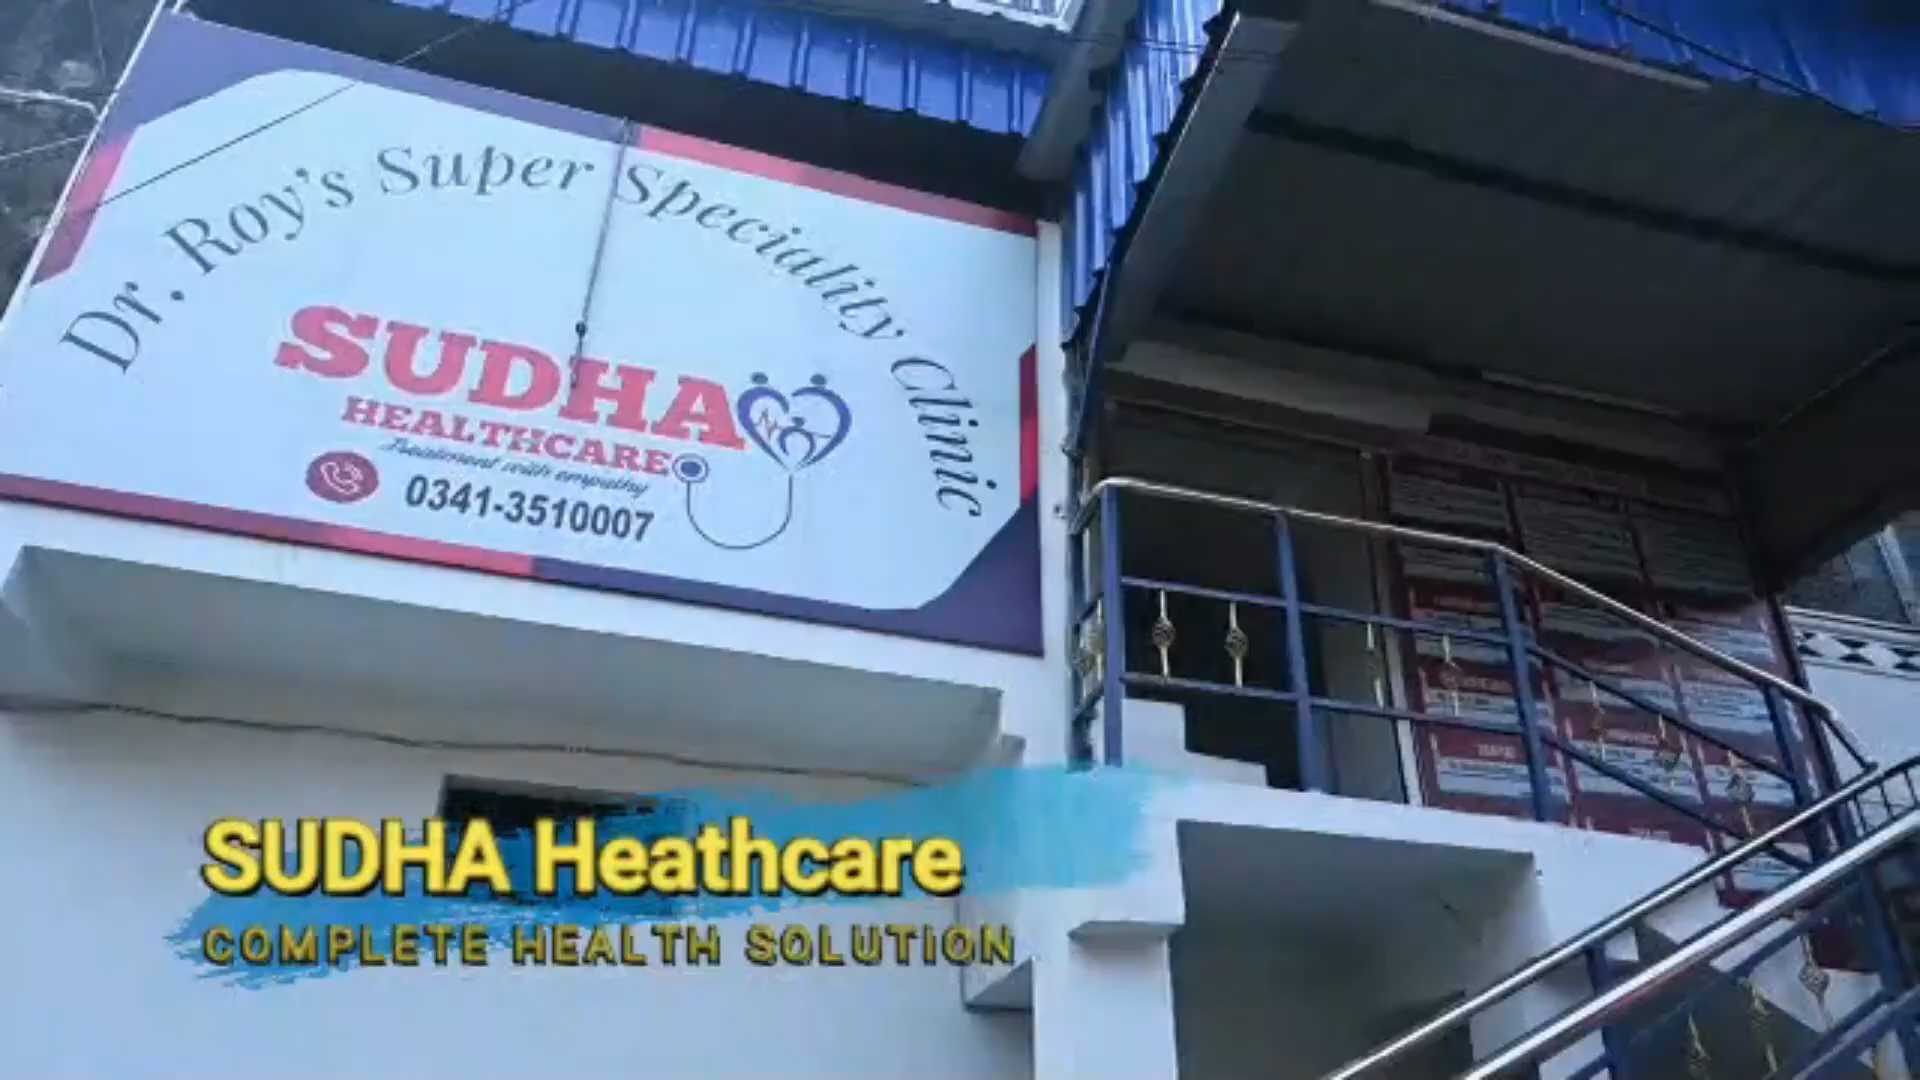 Dr. Roy's Super Speciality Clinic
SUDHA
HEALTHCARE
Treatment with empathy
0341-3510007
SUDHA Heathcare
COMPLETE HEALTH SOLUTION